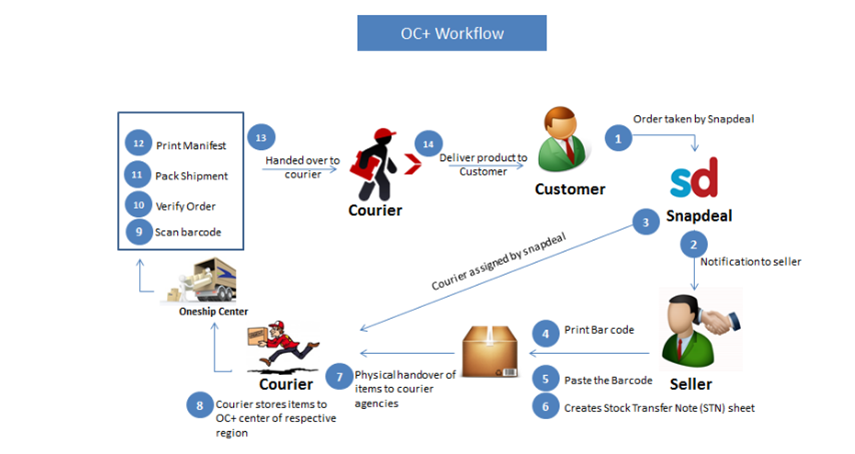 OC+ Workflow
1
Order taken by Snapdeal
12
Print Manifest
13
14
11
Pack Shipment
Handed over to
courier
Deliver product to
Customer
10
Verify Order
9
Scan barcode
Courier
Customer
sd
Snapdeal
3
2
Courier assigned by snapdeal
Notification to seller
Oneship Center
4
Print Bar code
Courier
7
Physical handover of
items to courier
agencies
5
Paste the Barcode
Seller
8
Courier stores items to
OC+ center of respective
region
6
Creates Stock Transfer Note (STN) sheet